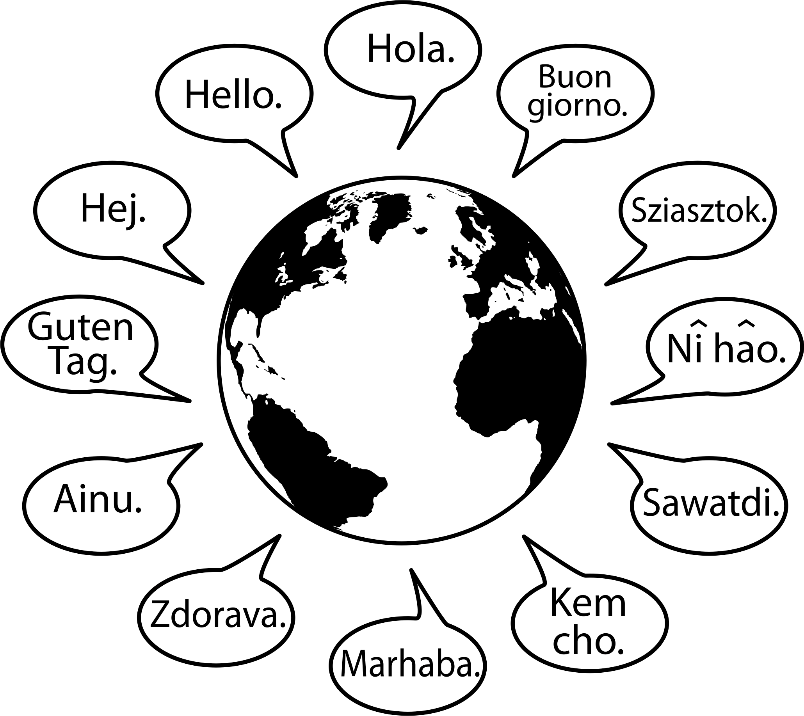 Hola.
Buon
giorno.
Sziasztok.
Nî hâo.
Sawatdi.
Kem
cho.
Marhaba.
Zdorava.
Ainu.
Guten
Tag.
Hej.
Hello.